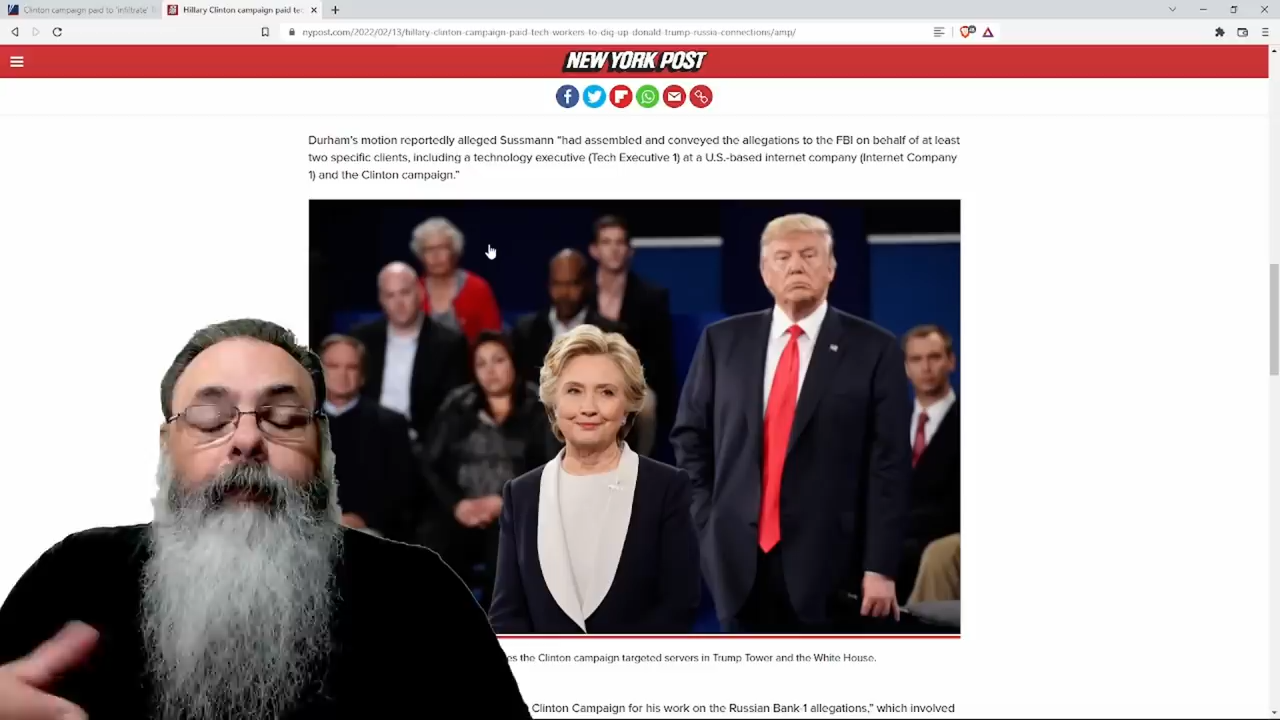 Clinton campaign paid to 'infiltrate'
Hillary Clinton campaign paid tec
nypost.com/2022/02/13/hillary-clinton-campaign-paid-tech-workers-to-dig-up-donald-trump-russia-connections/amp/
NEW YORK POST
Durham's motion reportedly alleged Sussmann "had assembled and conveyed the allegations to the FBI on behalf of at least
two specific clients, including a technology executive (Tech Executive 1) at a U.S.-based internet company (Internet Company
1) and the Clinton campaign."
the Clinton campaign targeted servers in Trump Tower and the White House.
Clinton Campaign for his work on the Russian Bank-1 allegations," which involved